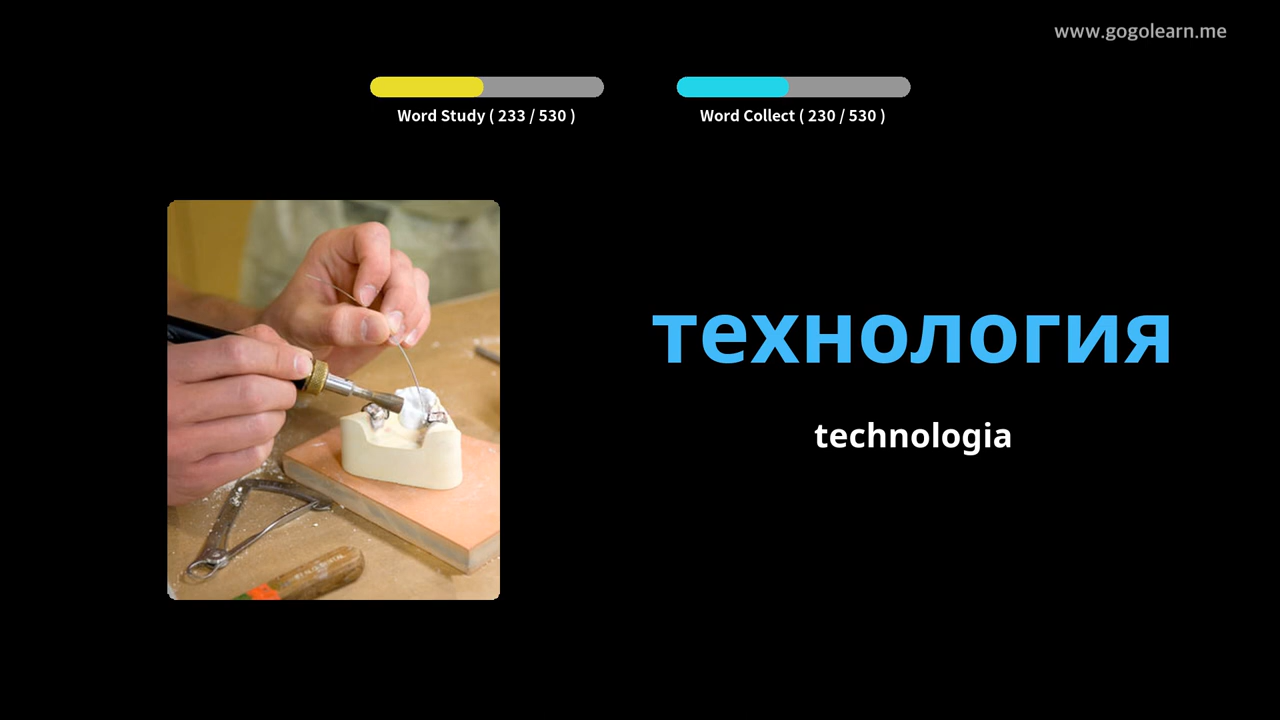 www.gogolearn.me
Word Study ( 233 / 530 )
Word Collect ( 230 / 530 )
технология
technologia